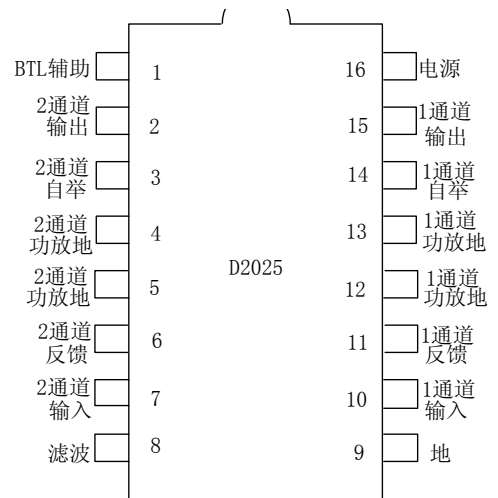 BTL辅助 1 16 电源
2通道
输出 2 15 1通道
输出
2通道
自举 3 14 1通道
自举
2通道
功放地 4 13 1通道
功放地
D2025
2通道
功放地 5 12 1通道
功放地
2通道
反馈 6 11 1通道
反馈
2通道
输入 7 10 1通道
输入
滤波 8 9 地